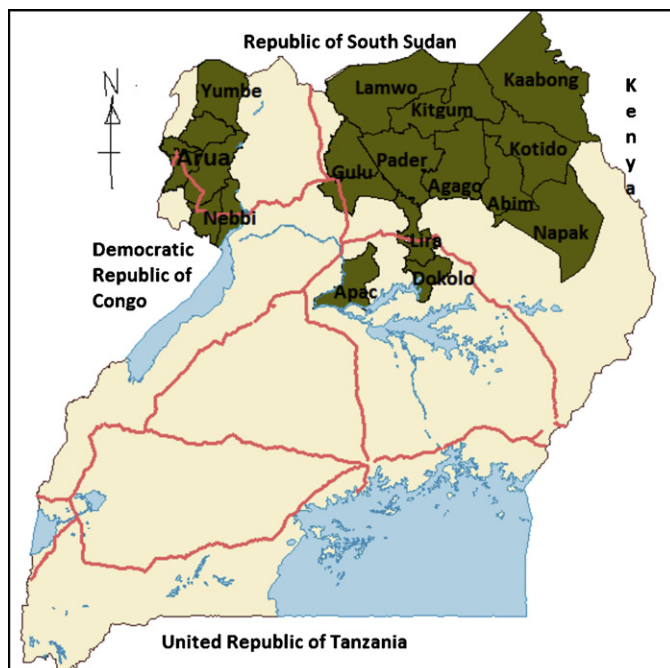 Republic of South Sudan
N
Yumbe
Lamwo
Kaabong
Kitgum
Arua
Gulu
Pader
Kotido
Agago
Abim
Nebbi
Napak
Lira
Dokolo
Apac
Kenya
Democratic
Republic of
Congo
United Republic of Tanzania